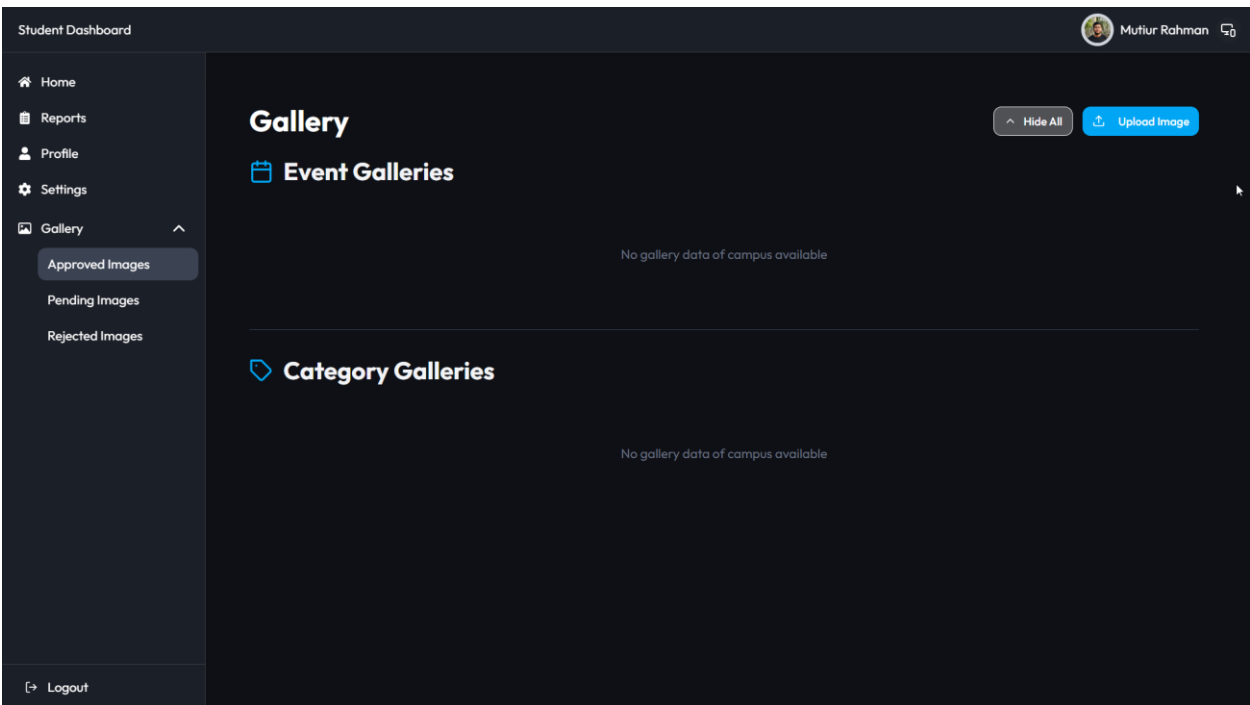 Student Dashboard
Mutiur Rahman
Home
Reports
Profile
Settings
Gallery
Approved Images
Pending Images
Rejected Images
Logout
Gallery
Hide All
Upload Image
Event Galleries
No gallery data of campus available
Category Galleries
No gallery data of campus available